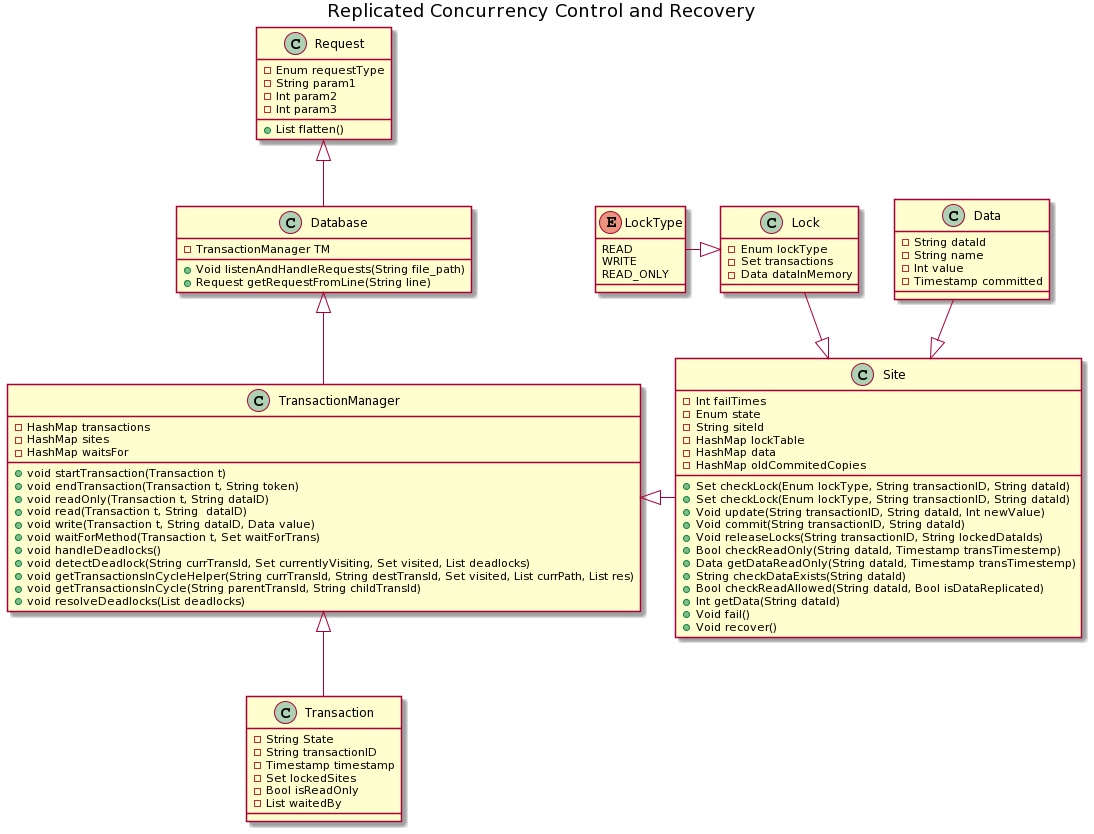 Replicated Concurrency Control and Recovery
C Request
Enum requestType
String param1
Int param2
Int param3
List flatten()
C Database
TransactionManager TM
Void listenAndHandleRequests(String file_path)
Request getRequestFromLine(String line)
E LockType
READ
WRITE
READ_ONLY
C Lock
Enum lockType
Set transactions
Data dataInMemory
C Data
String dataId
String name
Int value
Timestamp committed
C TransactionManager
HashMap transactions
HashMap sites
HashMap waitsFor
void startTransaction(Transaction t)
void endTransaction(Transaction t, String token)
void readOnly(Transaction t, String dataID)
void read(Transaction t, String  dataID)
void write(Transaction t, String dataID, Data value)
void waitForMethod(Transaction t, Set waitForTrans)
void handleDeadlocks()
void detectDeadlock(String currTransId, Set currentlyVisiting, Set visited, List deadlocks)
void getTransactionsInCycleHelper(String currTransId, String destTransId, Set visited, List currPath, List res)
void getTransactionsInCycle(String parentTransId, String childTransId)
void resolveDeadlocks(List deadlocks)
C Site
Int failTimes
Enum state
String siteId
HashMap lockTable
HashMap data
HashMap oldCommitedCopies
Set checkLock(Enum lockType, String transactionID, String dataId)
Set checkLock(Enum lockType, String transactionID, String dataId)
Void update(String transactionID, String dataId, Int newValue)
Void commit(String transactionID, String dataId)
Void releaseLocks(String transactionID, String lockedDataIds)
Bool checkReadOnly(String dataId, Timestamp transTimestemp)
Data getDataReadOnly(String dataId, Timestamp transTimestemp)
String checkDataExists(String dataId)
Bool checkReadAllowed(String dataId, Bool isDataReplicated)
Int getData(String dataId)
Void fail()
Void recover()
C Transaction
String State
String transactionID
Timestamp timestamp
Set lockedSites
Bool isReadOnly
List waitedBy